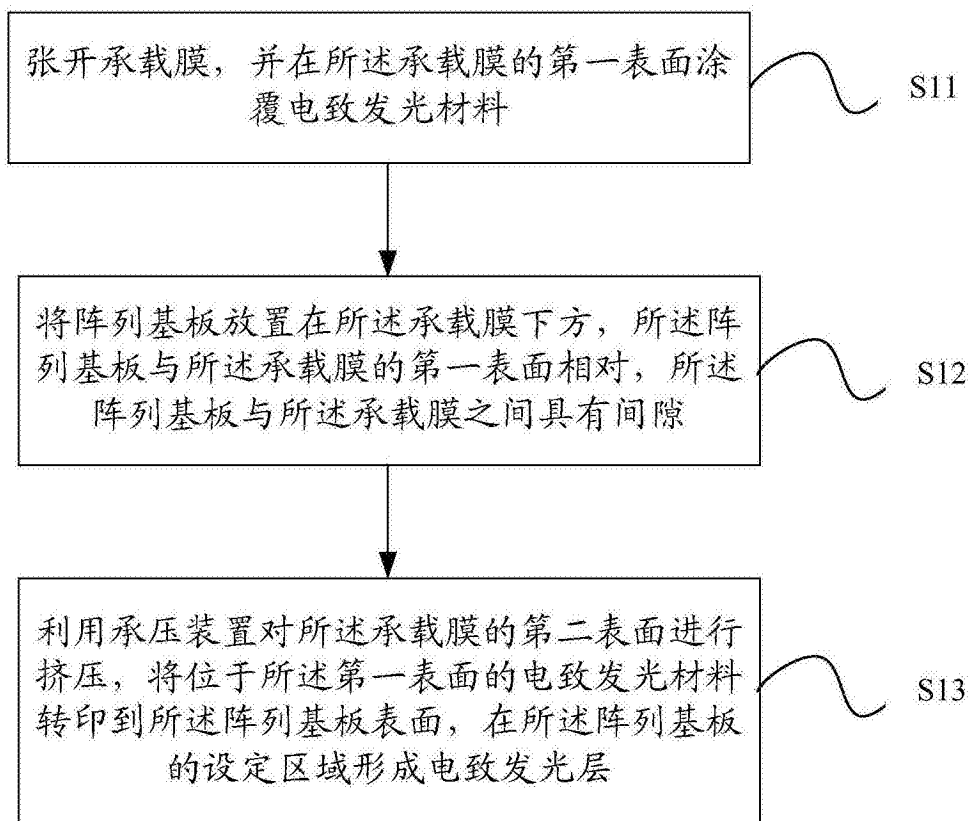 张开承载膜，并在所述承载膜的第一表面涂
覆电致发光材料
S11
将阵列基板放置在所述承载膜下方，所述阵
列基板与所述承载膜的第一表面相对，所述
阵列基板与所述承载膜之间具有间隙
S12
利用承压装置对所述承载膜的第二表面进行
挤压，将位于所述第一表面的电致发光材料
转印到所述阵列基板表面，在所述阵列基板
的设定区域形成电致发光层
S13